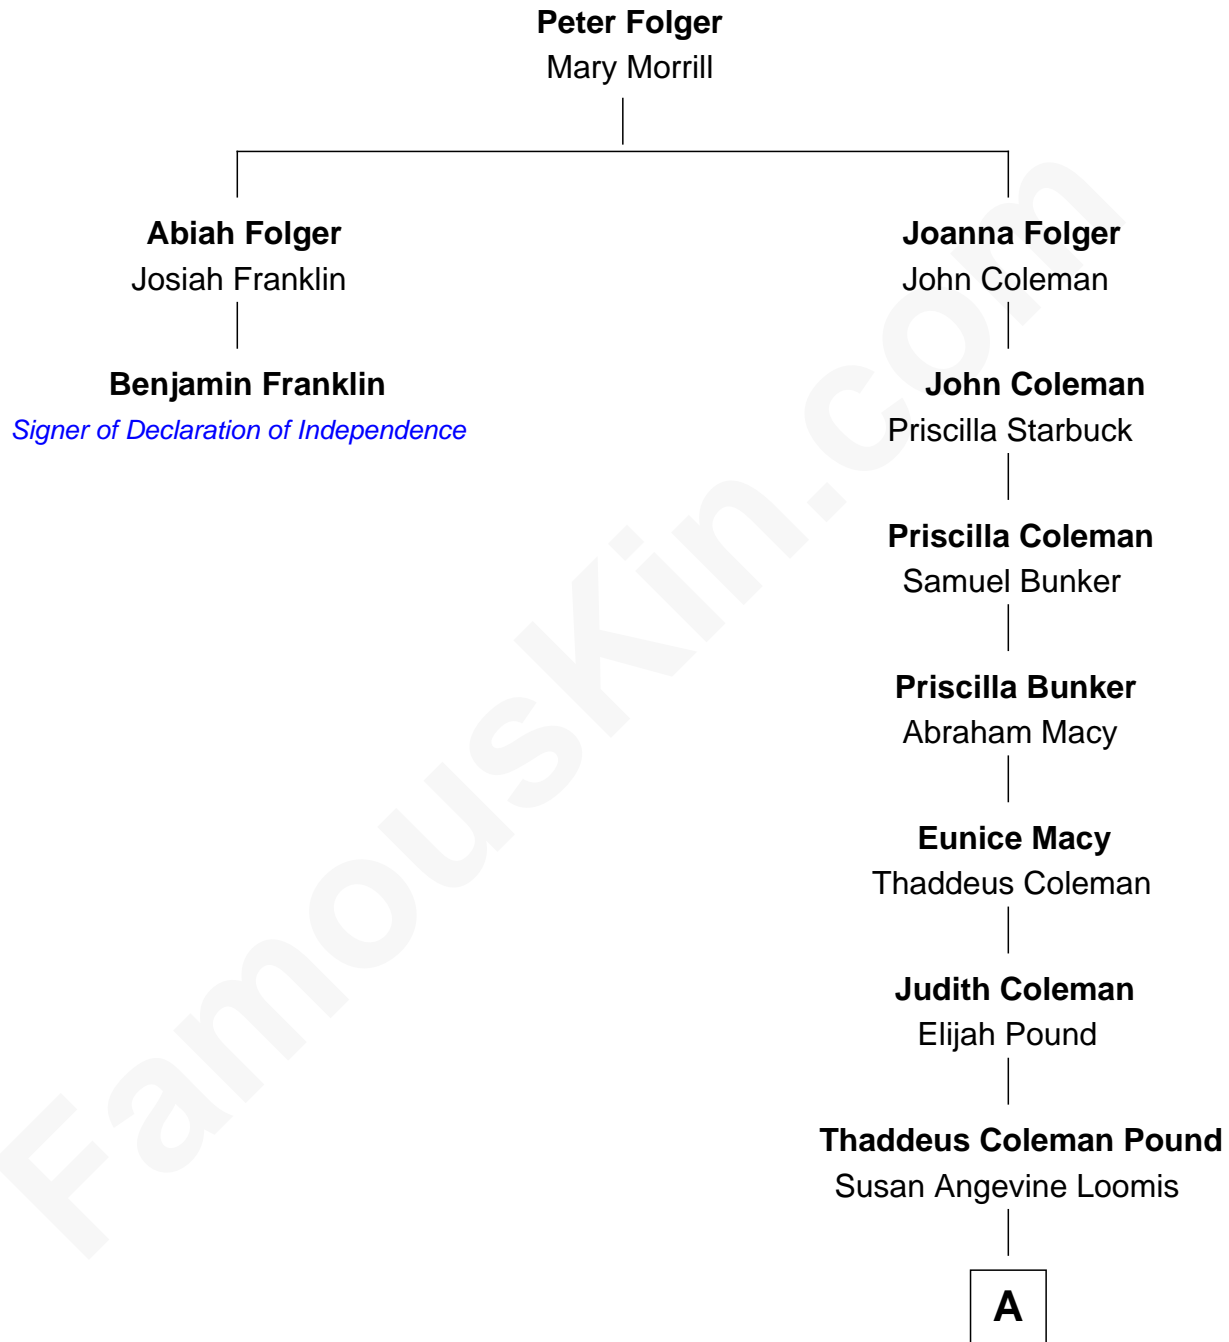 Peter Folger
Mary Morrill
Abiah Folger
Josiah Franklin
Benjamin Franklin
Signer of Declaration of Independence
Joanna Folger
John Coleman
John Coleman
Priscilla Starbuck
Priscilla Coleman
Samuel Bunker
Priscilla Bunker
Abraham Macy
Eunice Macy
Thaddeus Coleman
Judith Coleman
Elijah Pound
Thaddeus Coleman Pound
Susan Angevine Loomis
A
FamousKin.com